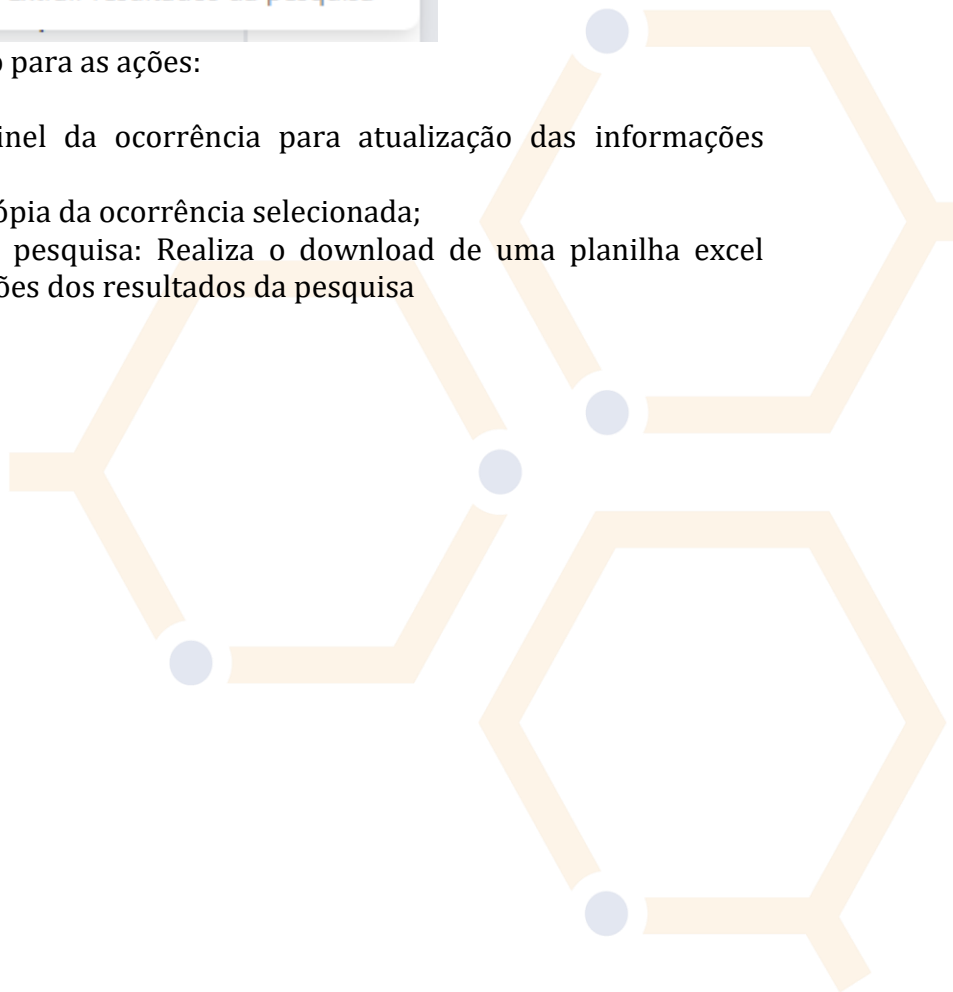 para as ações:
inel da ocorrência para atualização das informações
ópia da ocorrência selecionada;
pesquisa: Realiza o download de uma planilha excel
ões dos resultados da pesquisa